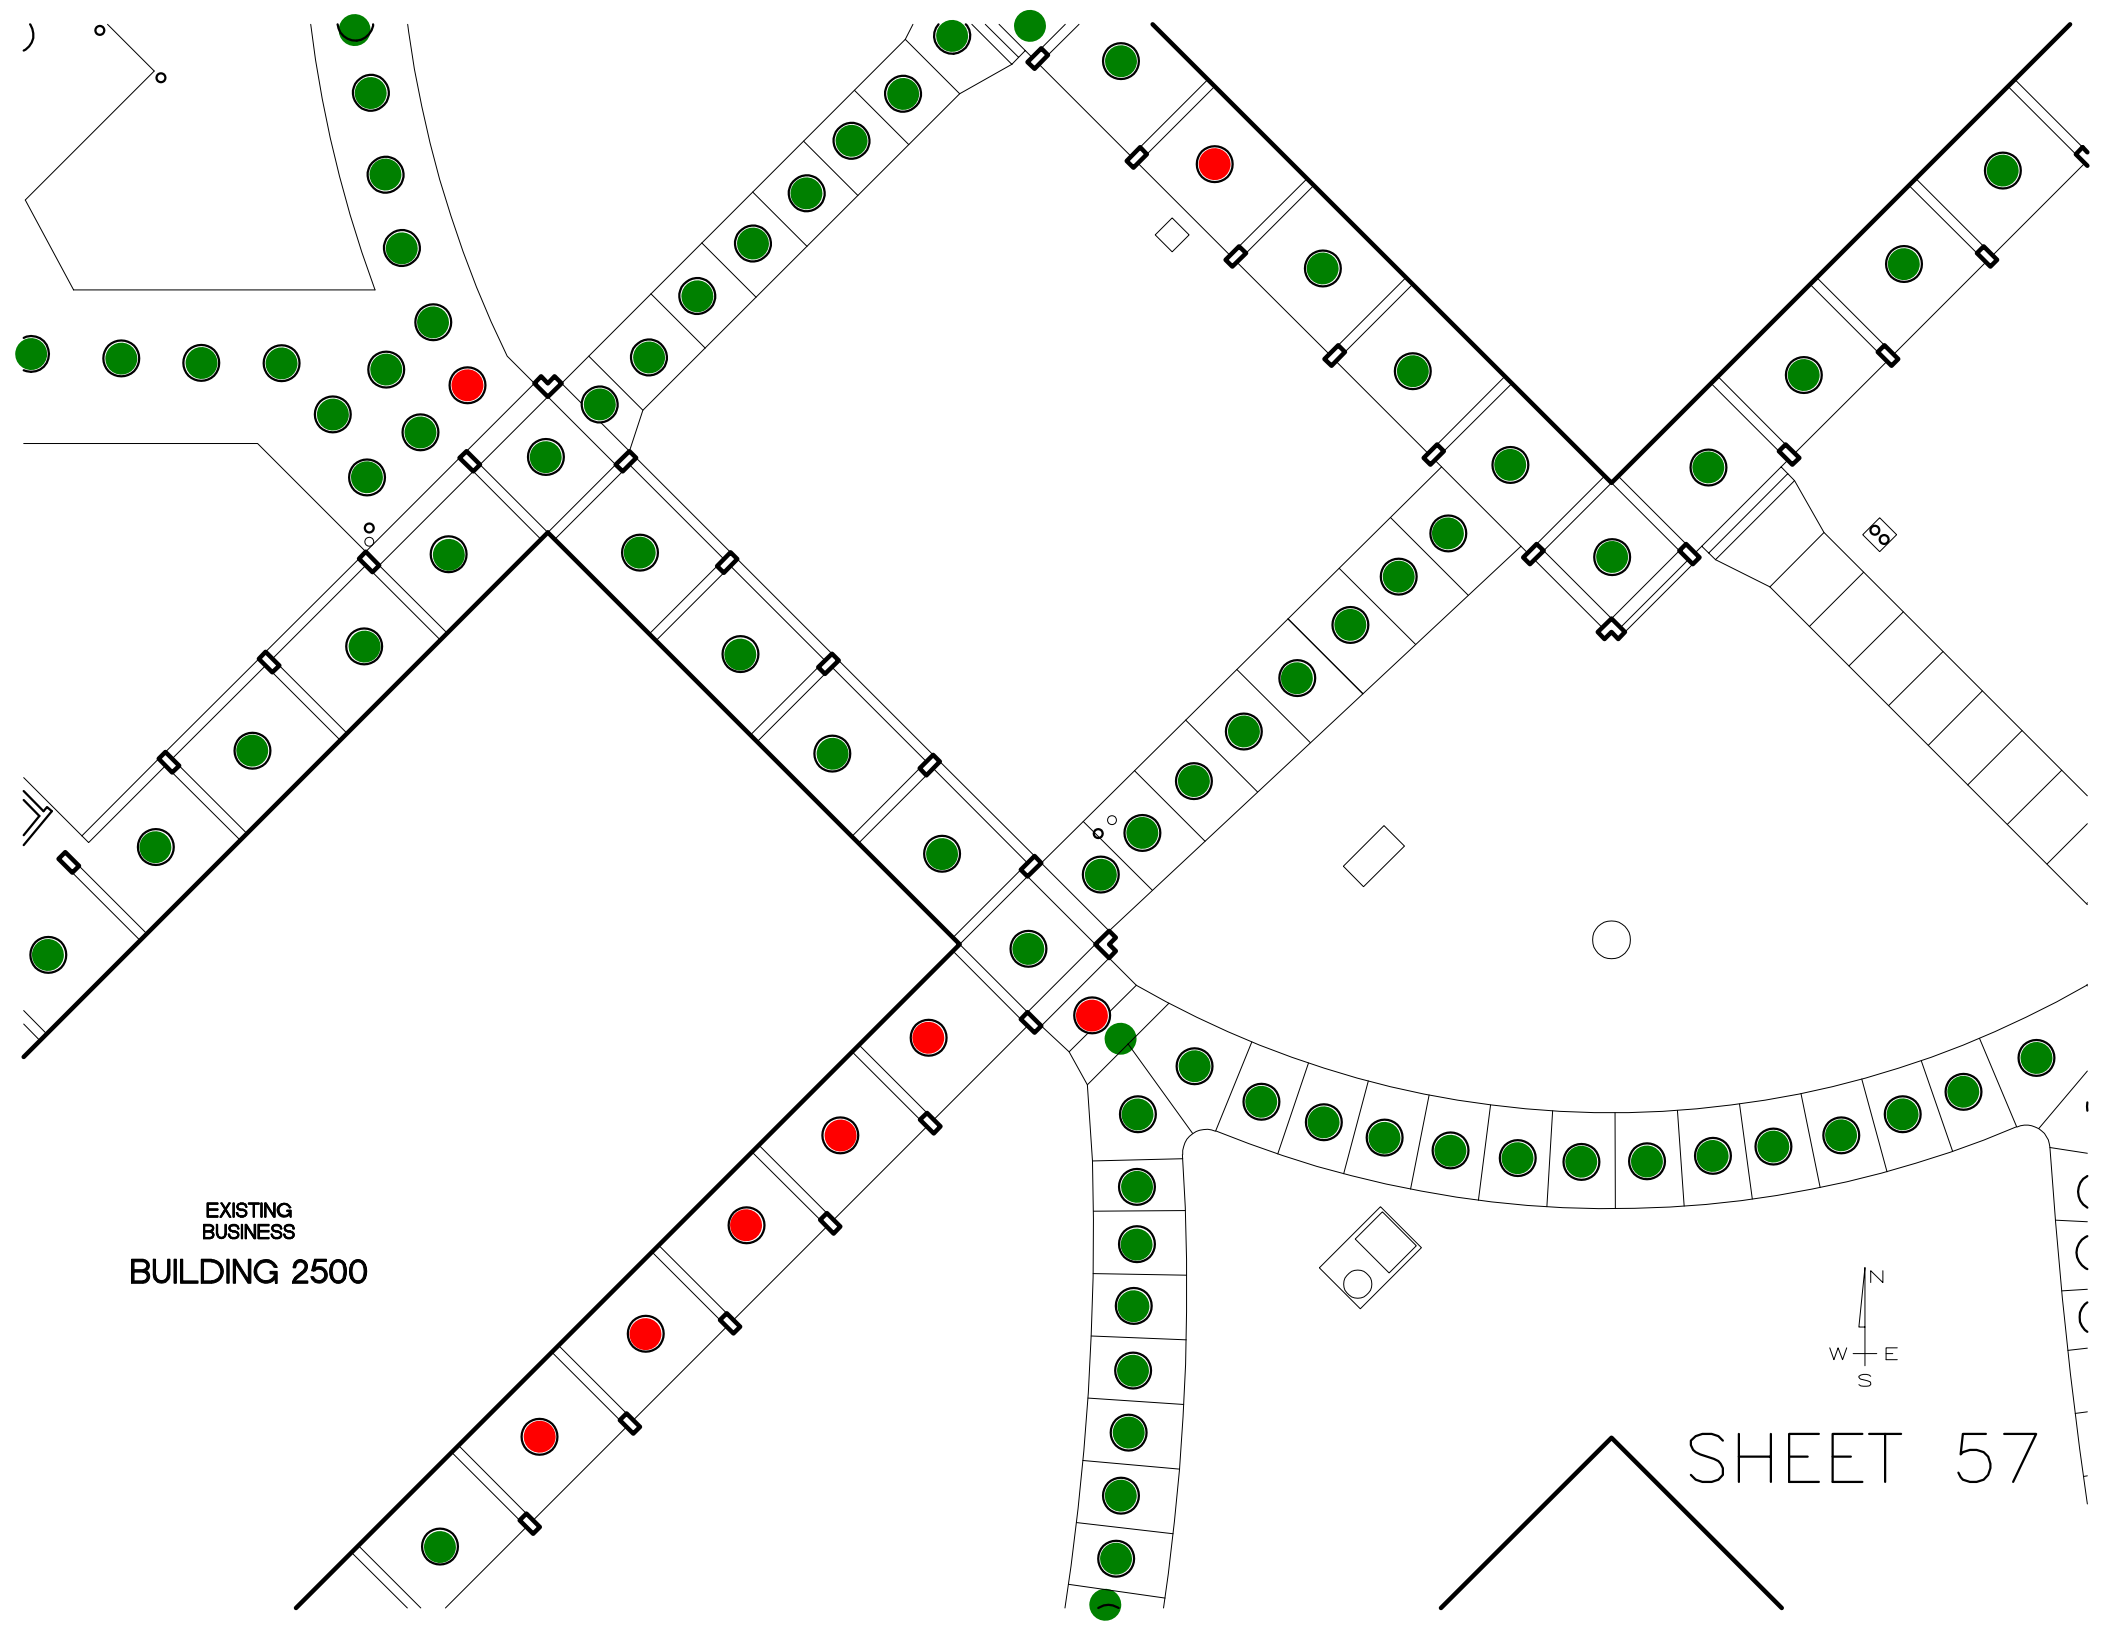 EXISTING
BUSINESS
BUILDING 2500
N
W E
S
SHEET 57